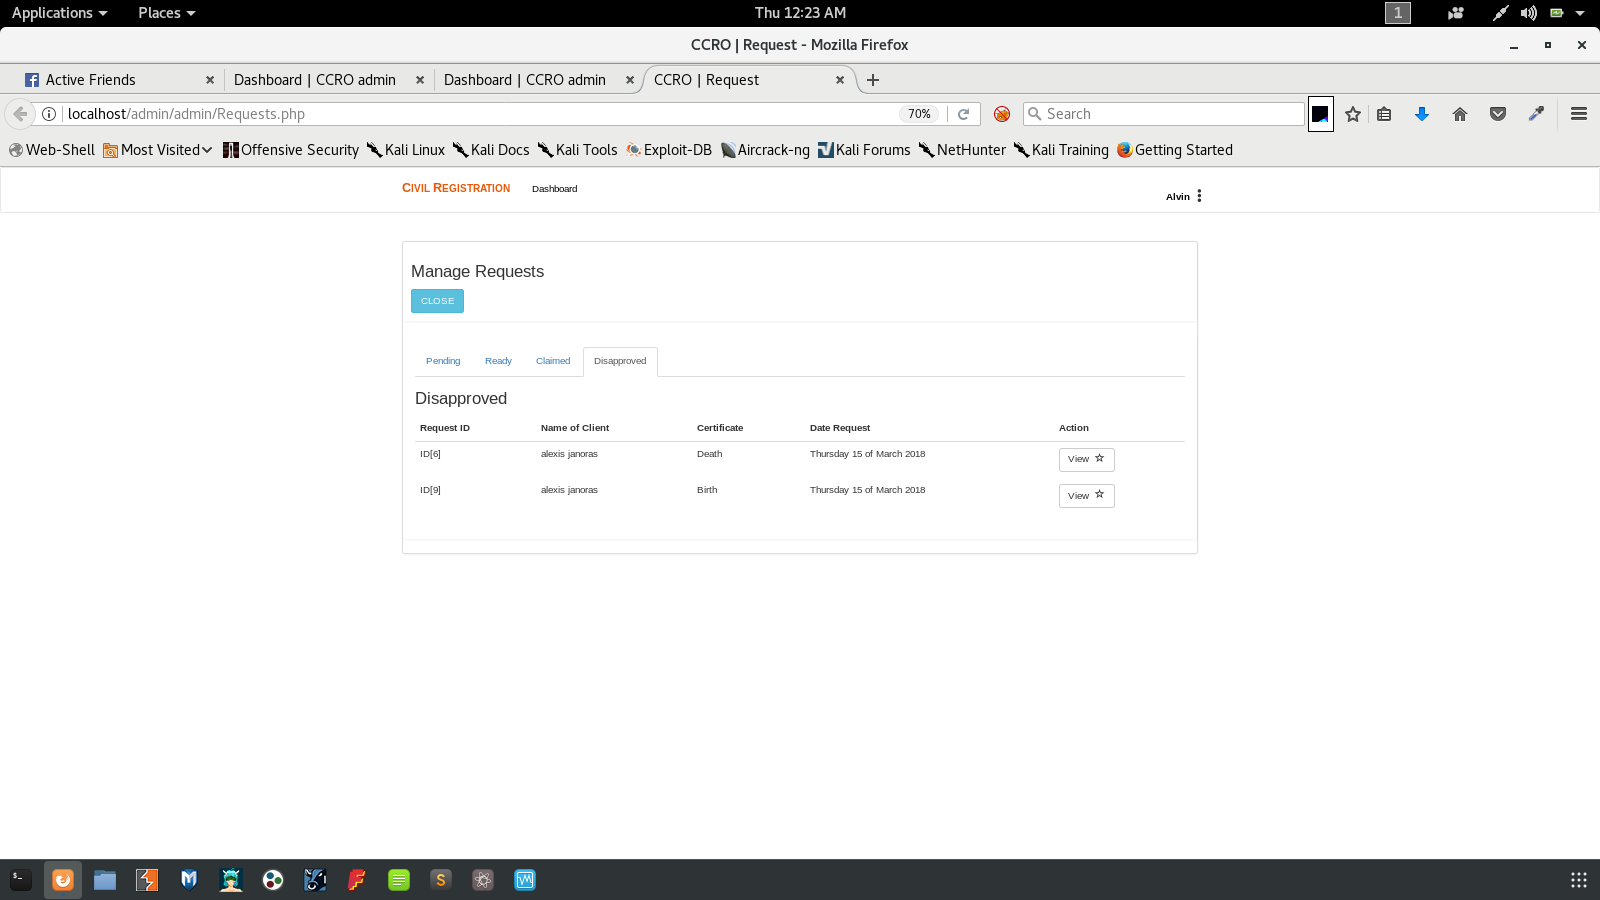 Applications Places Thu 12:23 AM 1
CCRO | Request - Mozilla Firefox
Active Friends Dashboard | CCRO admin Dashboard | CCRO admin CCRO | Request
localhost/admin/admin/Requests.php 70% Search
Web-Shell Most Visited Offensive Security Kali Linux Kali Docs Kali Tools Exploit-DB Aircrack-ng Kali Forums NetHunter Kali Training Getting Started
CIVIL REGISTRATION Dashboard Alvin
Manage Requests
CLOSE
Pending Ready Claimed Disapproved
Disapproved
Request ID Name of Client Certificate Date Request Action
ID[6] alexis janoras Death Thursday 15 of March 2018 View
ID[9] alexis janoras Birth Thursday 15 of March 2018 View